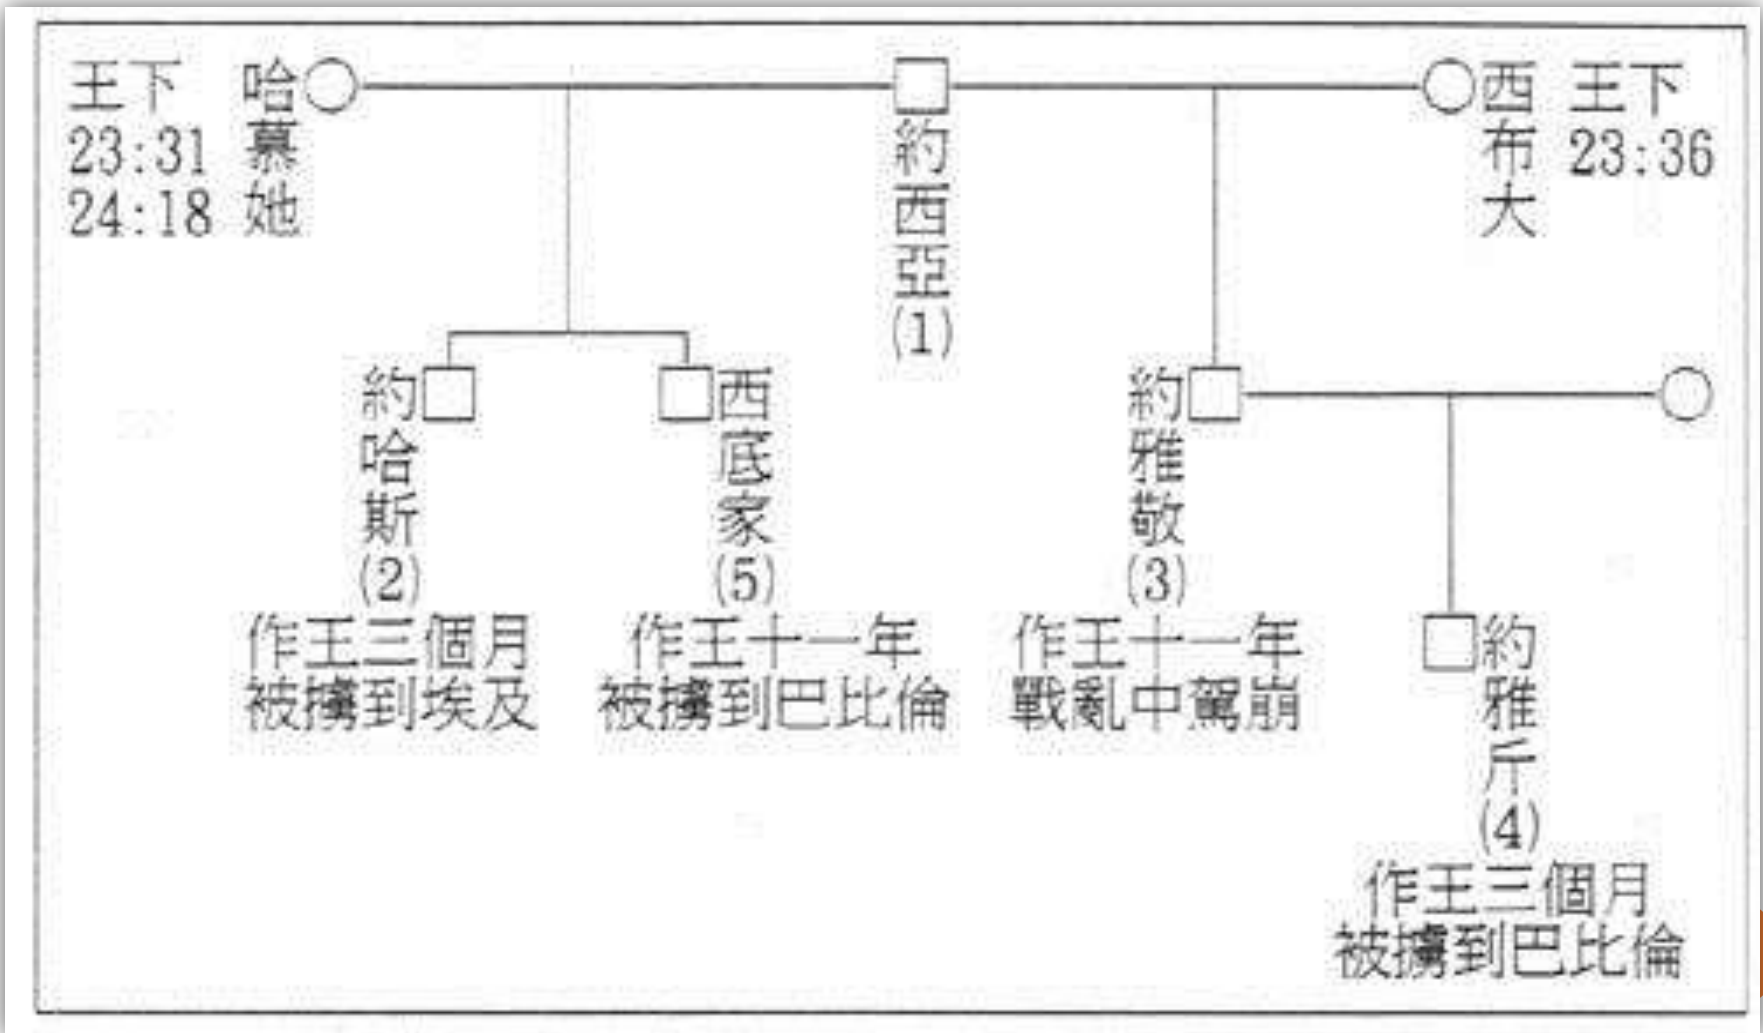 王下
23:31
24:18
哈慕她
約西亞(1)
西布大
王下
23:36
約哈斯(2)
作王三個月
被擄到埃及
西底家(5)
作王十一年
被擄到巴比倫
約雅敬(3)
作王十一年
戰亂中駕崩
約雅斤(4)
作王三個月
被擄到巴比倫